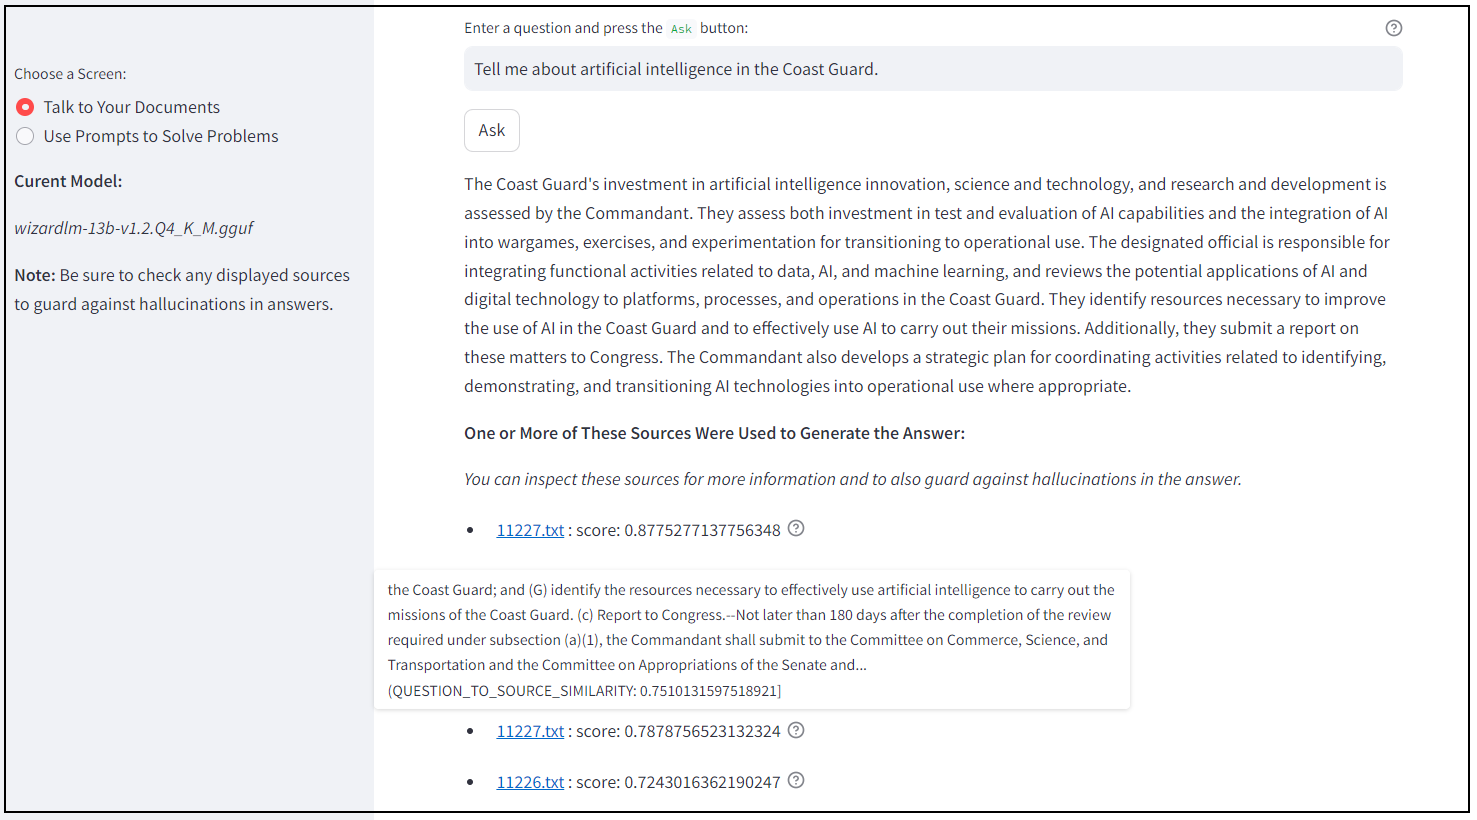 Choose a Screen:
Talk to Your Documents
Use Prompts to Solve Problems
Curent Model:
wizardlm-13b-v1.2.Q4_K_M.gguf
Note: Be sure to check any displayed sources
to guard against hallucinations in answers.
Enter a question and press the Ask button:
Tell me about artificial intelligence in the Coast Guard.
Ask
The Coast Guard's investment in artificial intelligence innovation, science and technology, and research and development is
assessed by the Commandant. They assess both investment in test and evaluation of AI capabilities and the integration of AI
into wargames, exercises, and experimentation for transitioning to operational use. The designated official is responsible for
integrating functional activities related to data, AI, and machine learning, and reviews the potential applications of AI and
digital technology to platforms, processes, and operations in the Coast Guard. They identify resources necessary to improve
the use of AI in the Coast Guard and to effectively use AI to carry out their missions. Additionally, they submit a report on
these matters to Congress. The Commandant also develops a strategic plan for coordinating activities related to identifying,
demonstrating, and transitioning AI technologies into operational use where appropriate.
One or More of These Sources Were Used to Generate the Answer:
You can inspect these sources for more information and to also guard against hallucinations in the answer.
11227.txt : score: 0.8775277137756348
the Coast Guard; and (G) identify the resources necessary to effectively use artificial intelligence to carry out the
missions of the Coast Guard. (c) Report to Congress.--Not later than 180 days after the completion of the review
required under subsection (a)(1), the Commandant shall submit to the Committee on Commerce, Science, and
Transportation and the Committee on Appropriations of the Senate and...
(QUESTION_TO_SOURCE_SIMILARITY: 0.7510131597518921]
11227.txt : score: 0.7878756523132324
11226.txt : score: 0.7243016362190247